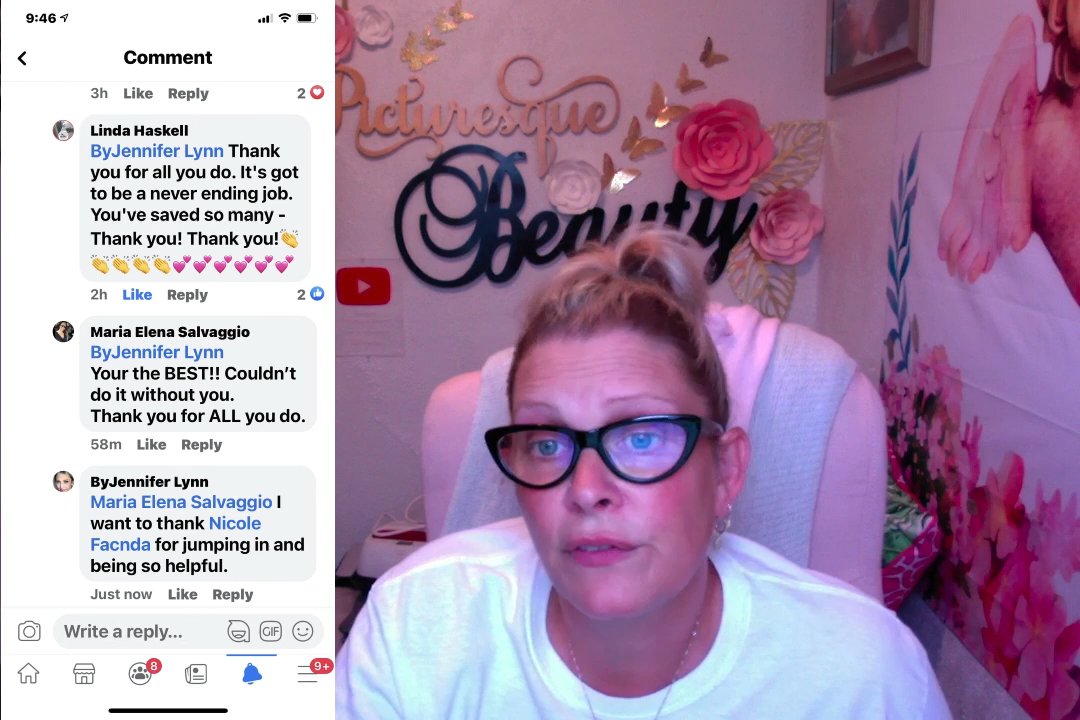 9:46
Comment
3h Like Reply 2
Linda Haskell
ByJennifer Lynn Thank
you for all you do. It's got
to be a never ending job.
You've saved so many -
Thank you! Thank you!👏
👏👏👏👏💕💕💕💕💕💕
2h Like Reply 2
Maria Elena Salvaggio
ByJennifer Lynn
Your the BEST!! Couldn’t
do it without you.
Thank you for ALL you do.
58m Like Reply
ByJennifer Lynn
Maria Elena Salvaggio I
want to thank Nicole
Facnda for jumping in and
being so helpful.
Just now Like Reply
Write a reply...
GIF
8
9+
Picturesque
Beauty